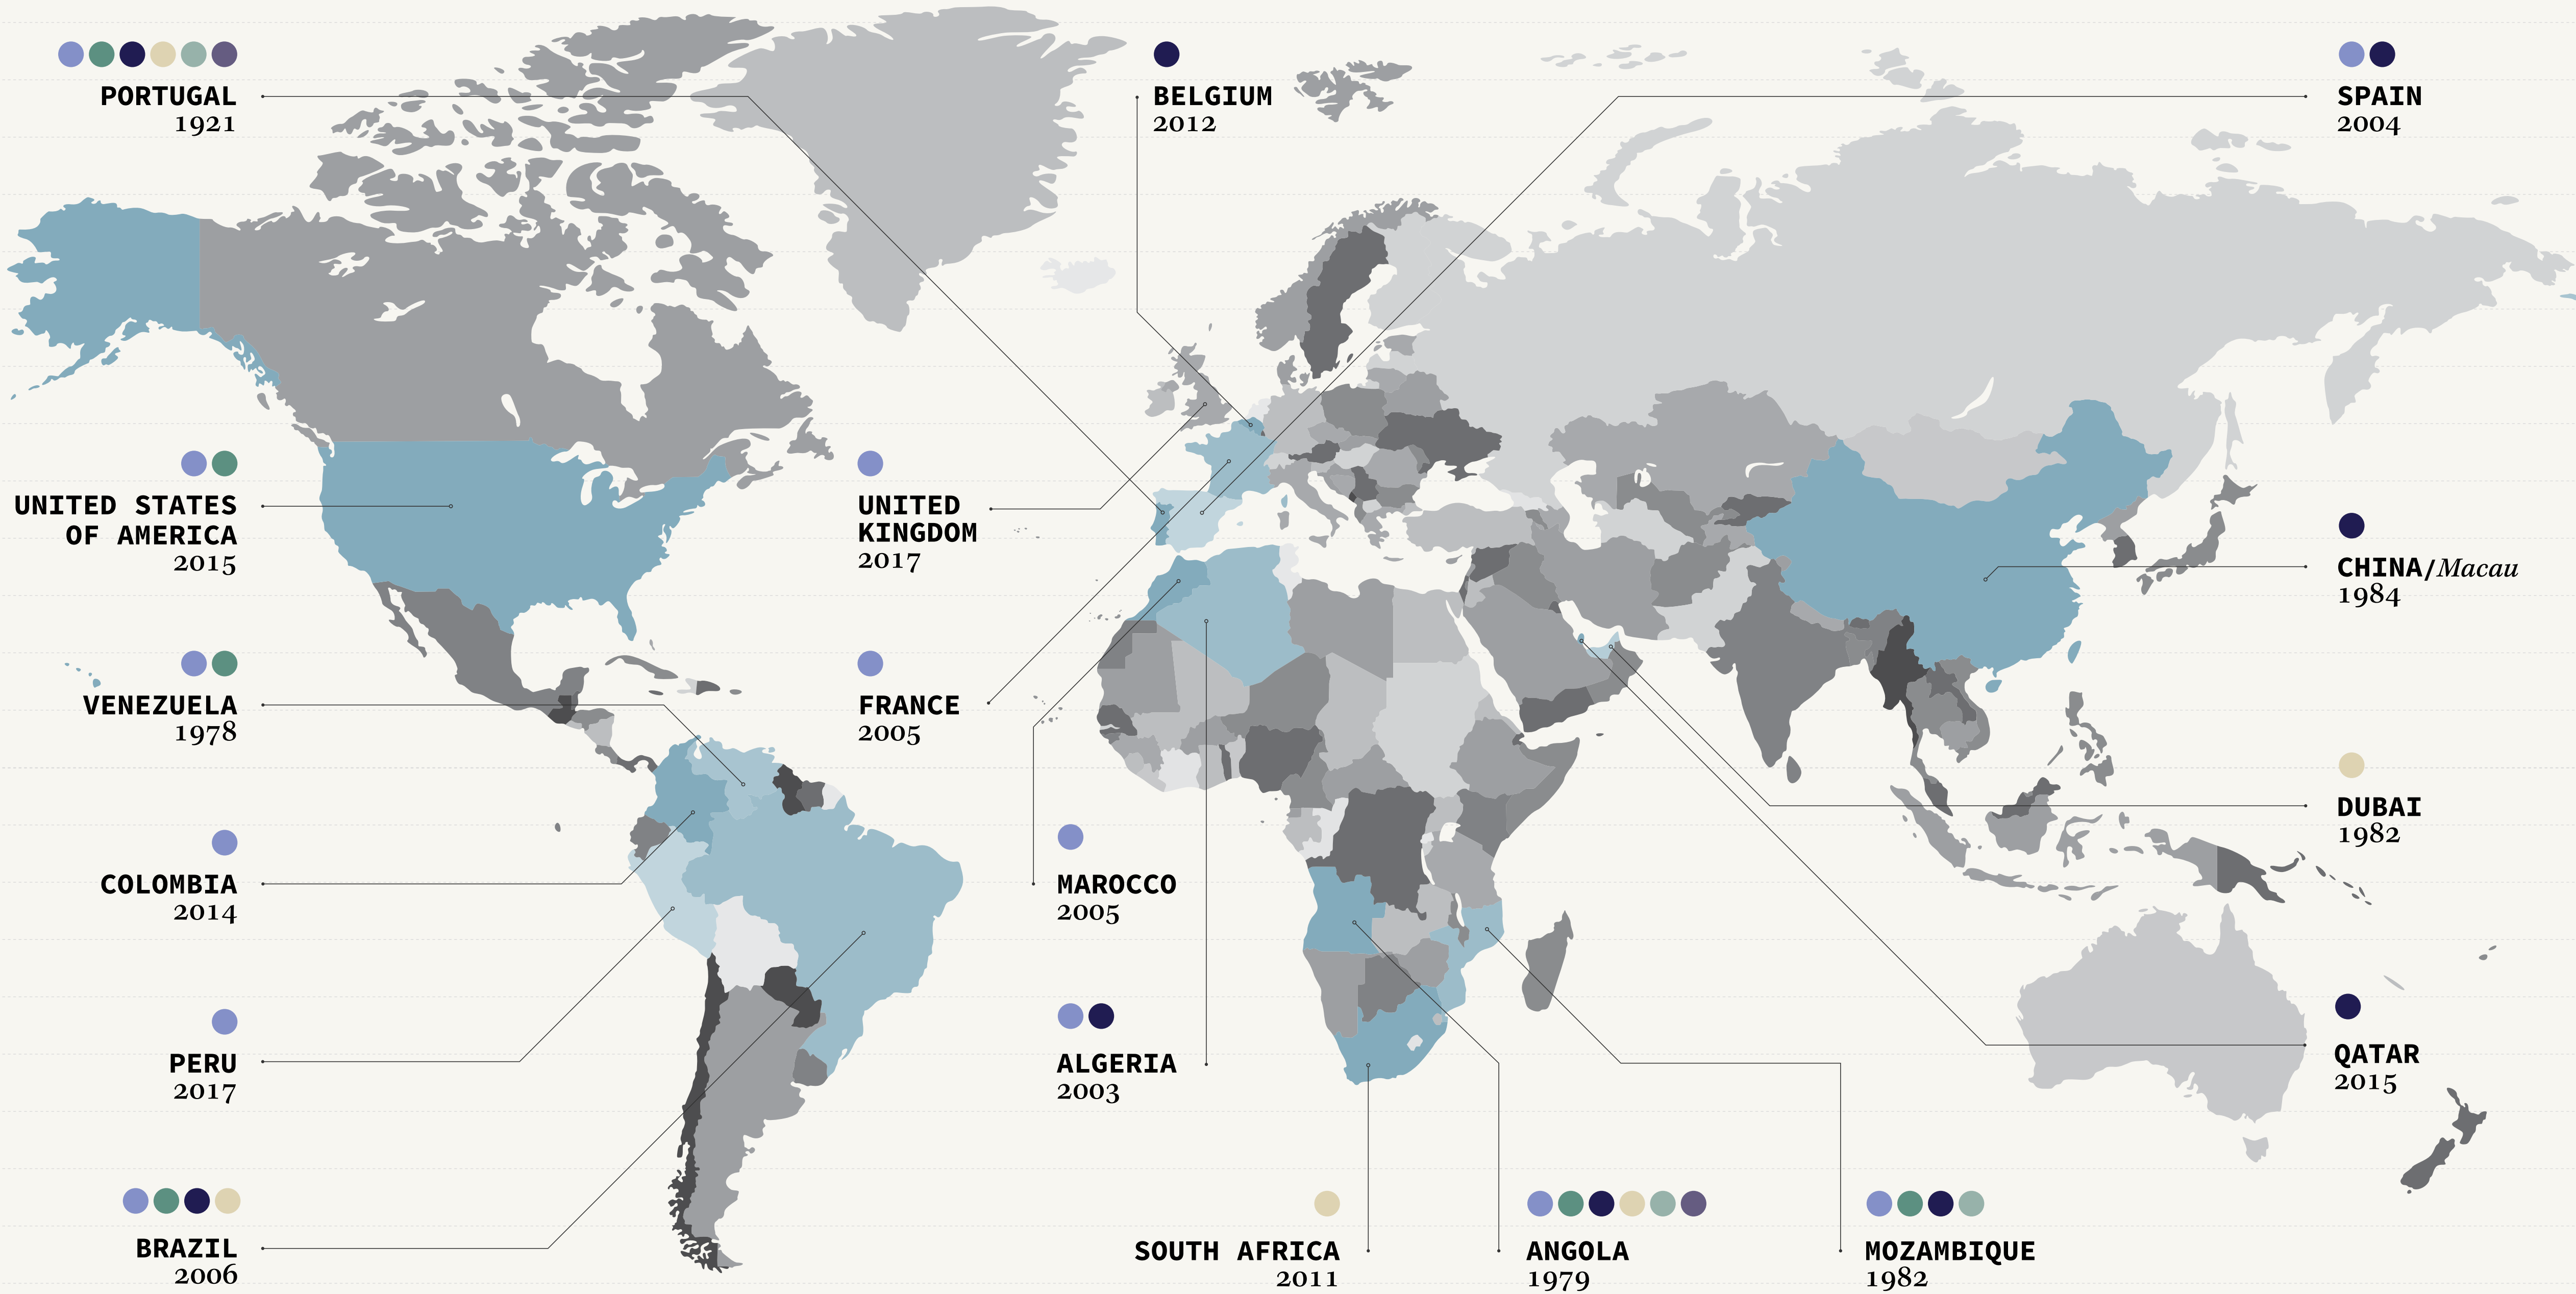 PORTUGAL
1921
BELGIUM
2012
SPAIN
2004
UNITED STATES
OF AMERICA
2015
UNITED
KINGDOM
2017
CHINA/Macau
1984
VENEZUELA
1978
FRANCE
2005
DUBAI
1982
COLOMBIA
2014
MAROCCO
2005
PERU
2017
ALGERIA
2003
QATAR
2015
BRAZIL
2006
SOUTH AFRICA
2011
ANGOLA
1979
MOZAMBIQUE
1982